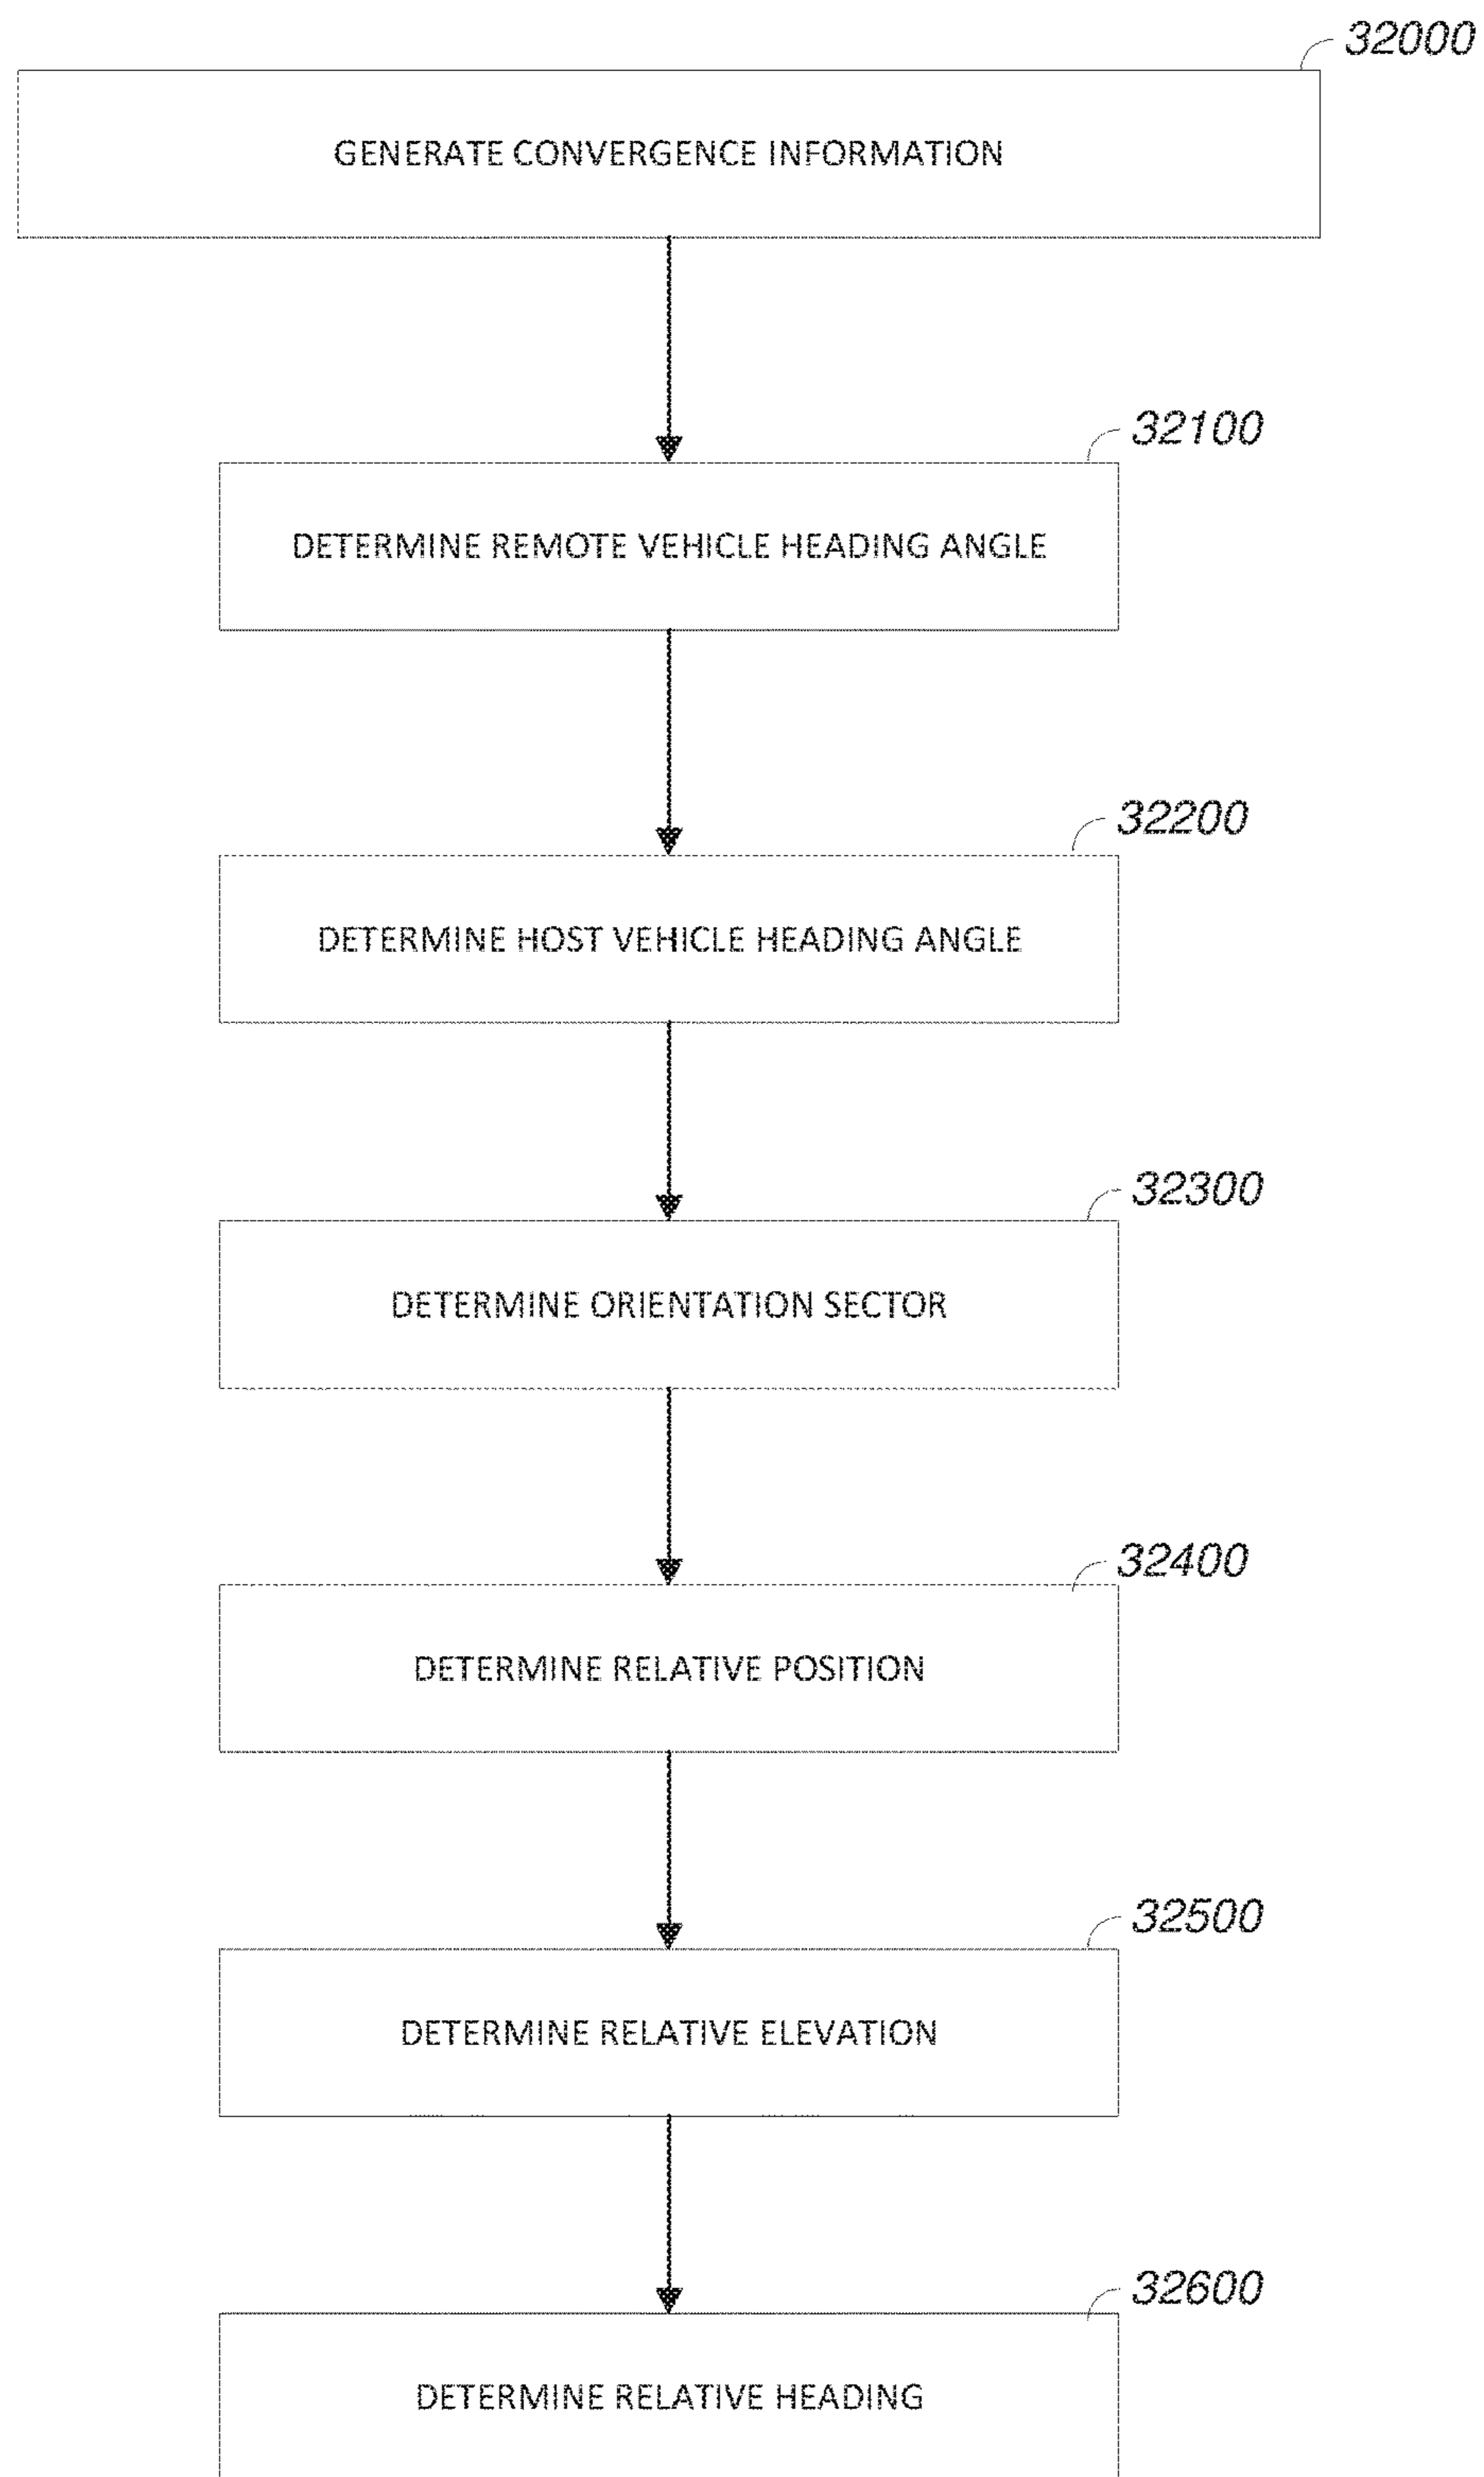 32000
GENERATE CONVERGENCE INFORMATION
32100
DETERMINE REMOTE VEHICLE HEADING ANGLE
32200
DETERMINE HOST VEHICLE HEADING ANGLE
32300
DETERMINE ORIENTATION SECTOR
32400
DETERMINE RELATIVE POSITION
32500
DETERMINE RELATIVE ELEVATION
32600
DETERMINE RELATIVE HEADING